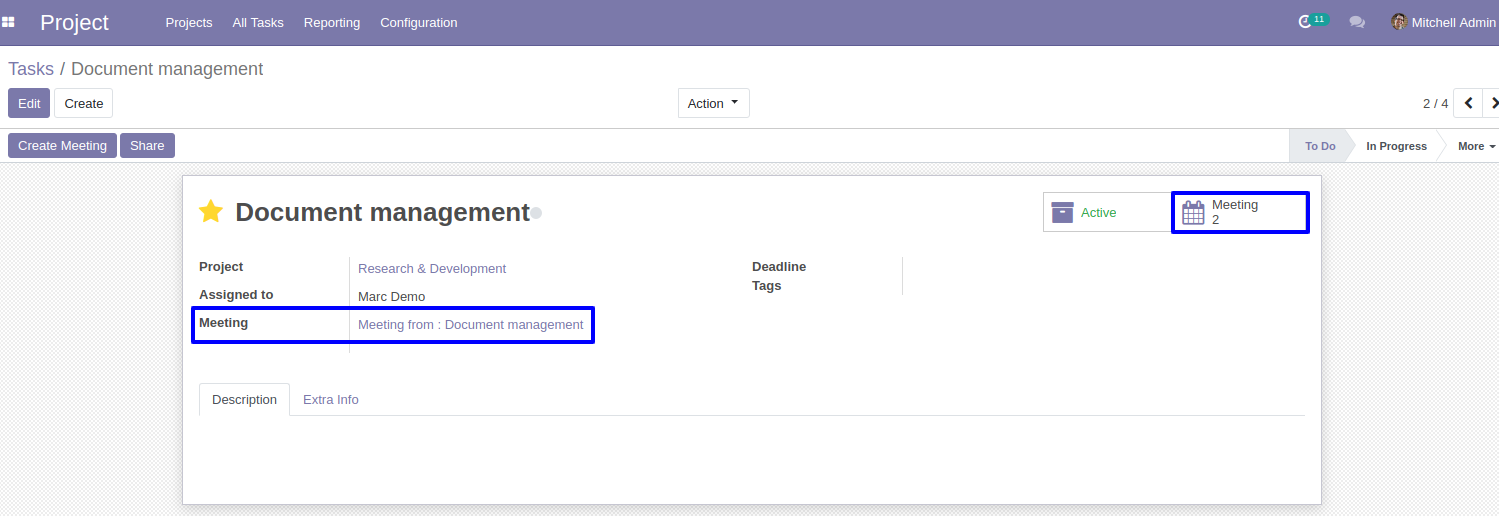 Project Projects All Tasks Reporting Configuration 11 Mitchell Admin
Tasks / Document management
Edit Create Action 2 / 4
Create Meeting Share To Do In Progress More
Document management Active Meeting
2
Project Research & Development Deadline
Tags
Assigned to Marc Demo
Meeting Meeting from : Document management
Description Extra Info